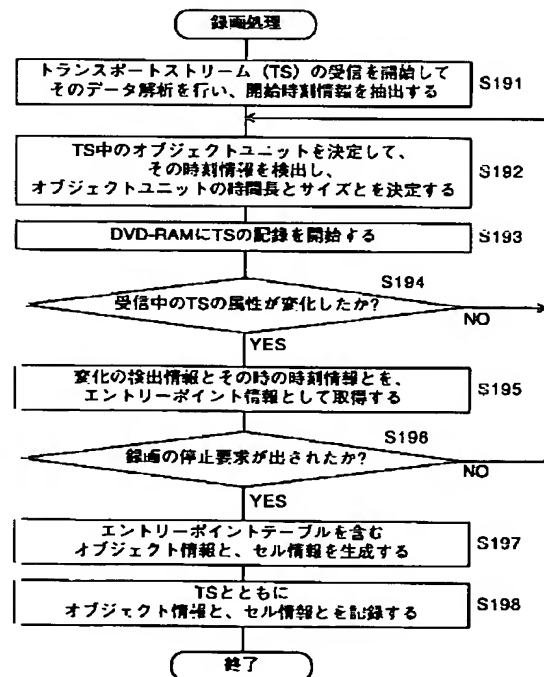 録画処理
トランスポートストリーム（TS）の受信を開始して
そのデータ解析を行い、開始時刻情報を抽出する
S191
TS中のオブジェクトユニットを決定して、
その時刻情報を検出し、
オブジェクトユニットの時間長とサイズとを決定する
S192
DVD-RAMにTSの記録を開始する
S193
S194
受信中のTSの属性が変化したか?
NO
YES
変化の検出情報とその時の時刻情報とを、
エントリーポイント情報として取得する
S195
S196
録画の停止要求が出されたか?
NO
YES
エントリーポイントテーブルを含む
オブジェクト情報と、セル情報を生成する
S197
TSとともに
オブジェクト情報と、セル情報とを記録する
S198
終了